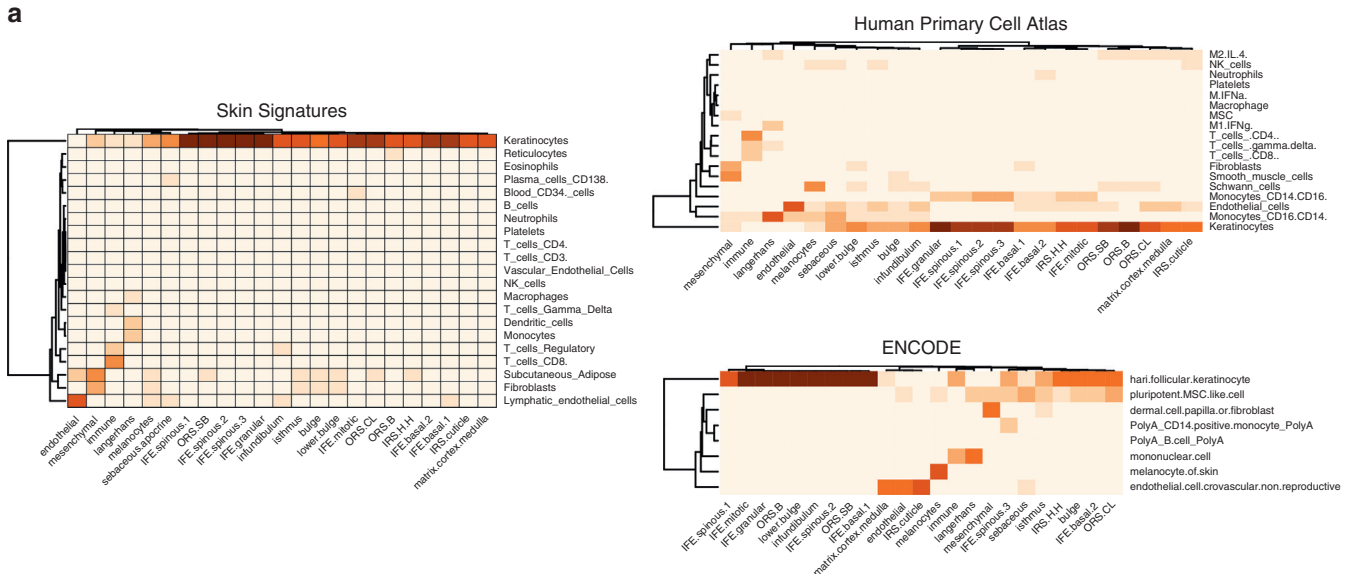 a
Skin Signatures
Keratinocytes
Reticulocytes
Eosinophils
Plasma_cells_CD138.
Blood_CD34._cells
B_cells
Neutrophils
Platelets
T_cells_CD4.
T_cells_CD3.
Vascular_Endothelial_Cells
NK_cells
Macrophages
T_cells_Gamma_Delta
Dendritic_cells
Monocytes
T_cells_Regulatory
T_cells_CD8.
Subcutaneous_Adipose
Fibroblasts
Lymphatic_endothelial_cells
endothelial
mesenchymal
immune
langerhans
melanocytes
sebaceous.apocrine
IFE.spinous.1
ORS.SB
IFE.spinous.2
IFE.spinous.3
IFE.granular
infundibulum
isthmus
bulge
lower.bulge
IFE.mitotic
ORS.CL
ORS.B
IRS.H.H
IFE.basal.2
IFE.basal.1
IRS.cuticle
matrix.cortex.medulla
Human Primary Cell Atlas
M2.IL.4.
NK_cells
Neutrophils
Platelets
M.IFNa.
Macrophage
MSC
M1.IFNg.
T_cells_.CD4..
T_cells_.gamma.delta.
T_cells_.CD8..
Fibroblasts
Smooth_muscle_cells
Schwann_cells
Monocytes_CD14.CD16.
Endothelial_cells
Monocytes_CD16.CD14.
Keratinocytes
mesenchymal
immune
langerhans
endothelial
melanocytes
sebaceous
lower.bulge
isthmus
bulge
infundibulum
IFE.granular
IFE.spinous.1
IFE.spinous.2
IFE.spinous.3
IFE.basal.1
IFE.basal.2
IRS.H.H
IFE.mitotic
ORS.SB
ORS.B
ORS.CL
matrix.cortex.medulla
IRS.cuticle
ENCODE
hari.follicular.keratinocyte
pluripotent.MSC.like.cell
dermal.cell.papilla.or.fibroblast
PolyA_CD14.positive.monocyte_PolyA
PolyA_B.cell_PolyA
mononuclear.cell
melanocyte.of.skin
endothelial.cell.crovascular.non.reproductive
IFE.spinous.1
IFE.mitotic
IFE.granular
ORS.B
lower.bulge
infundibulum
IFE.spinous.2
ORS.SB
IFE.basal.1
matrix.cortex.medulla
endothelial
IRS.cuticle
melanocytes
immune
langerhans
mesenchymal
IFE.spinous.3
sebaceous
isthmus
IRS.H.H
bulge
IFE.basal.2
ORS.CL